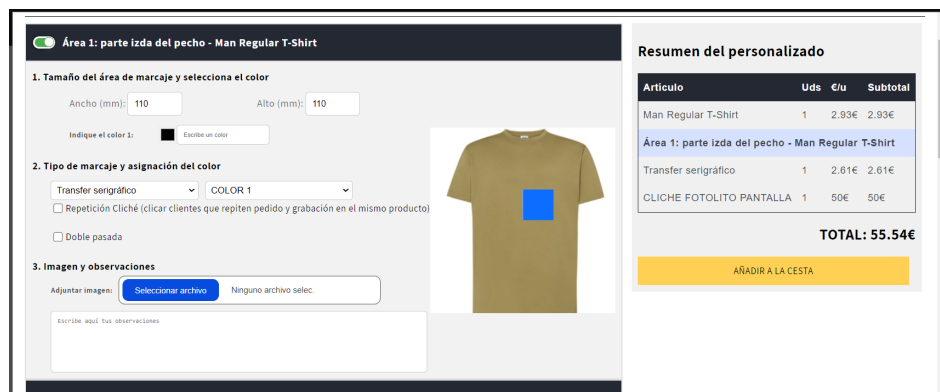 Área 1: parte izda del pecho - Man Regular T-Shirt
1. Tamaño del área de marcaje y selecciona el color
Ancho (mm): 110 Alto (mm): 110
Indique el color 1: Escribe un color
2. Tipo de marcaje y asignación del color
Transfer serigráfico COLOR 1
Repetición Cliché (clicar clientes que repiten pedido y grabación en el mismo producto)
Doble pasada
3. Imagen y observaciones
Adjuntar imagen: Seleccionar archivo Ninguno archivo selec.
Escribe aquí tus observaciones
Resumen del personalizado
Articulo Uds €/u Subtotal
Man Regular T-Shirt 1 2.93€ 2.93€
Área 1: parte izda del pecho - Man Regular T-Shirt
Transfer serigráfico 1 2.61€ 2.61€
CLICHE FOTOLITO PANTALLA 1 50€ 50€
TOTAL: 55.54€
AÑADIR A LA CESTA